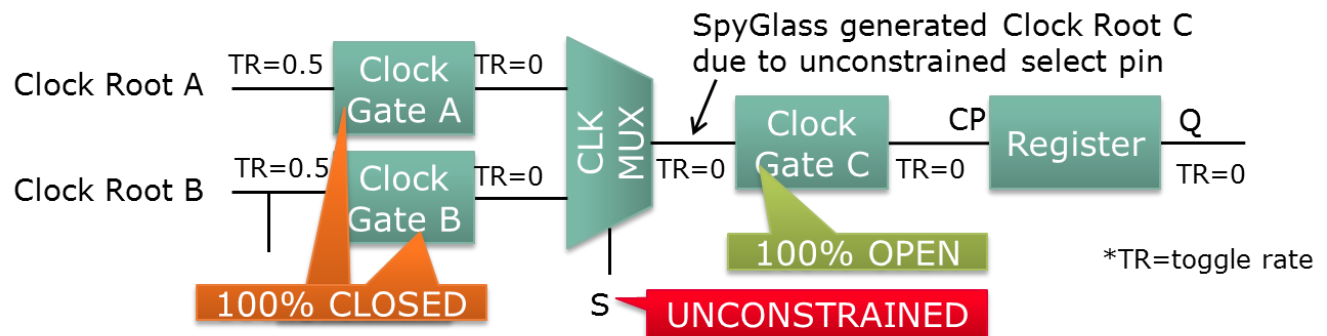 SpyGlass generated Clock Root C
due to unconstrained select pin
Clock Root A
TR=0.5
Clock
Gate A
TR=0
CLK
MUX
TR=0
Clock
Gate C
TR=0
CP
Register
Q
TR=0
Clock Root B
TR=0.5
Clock
Gate B
TR=0
100% CLOSED
S
UNCONSTRAINED
100% OPEN
*TR=toggle rate